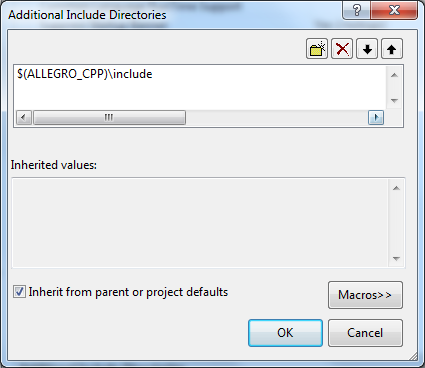 Additional Include Directories
$(ALLEGRO_CPP)\include
Inherited values:
Inherit from parent or project defaults
Macros>>
OK
Cancel